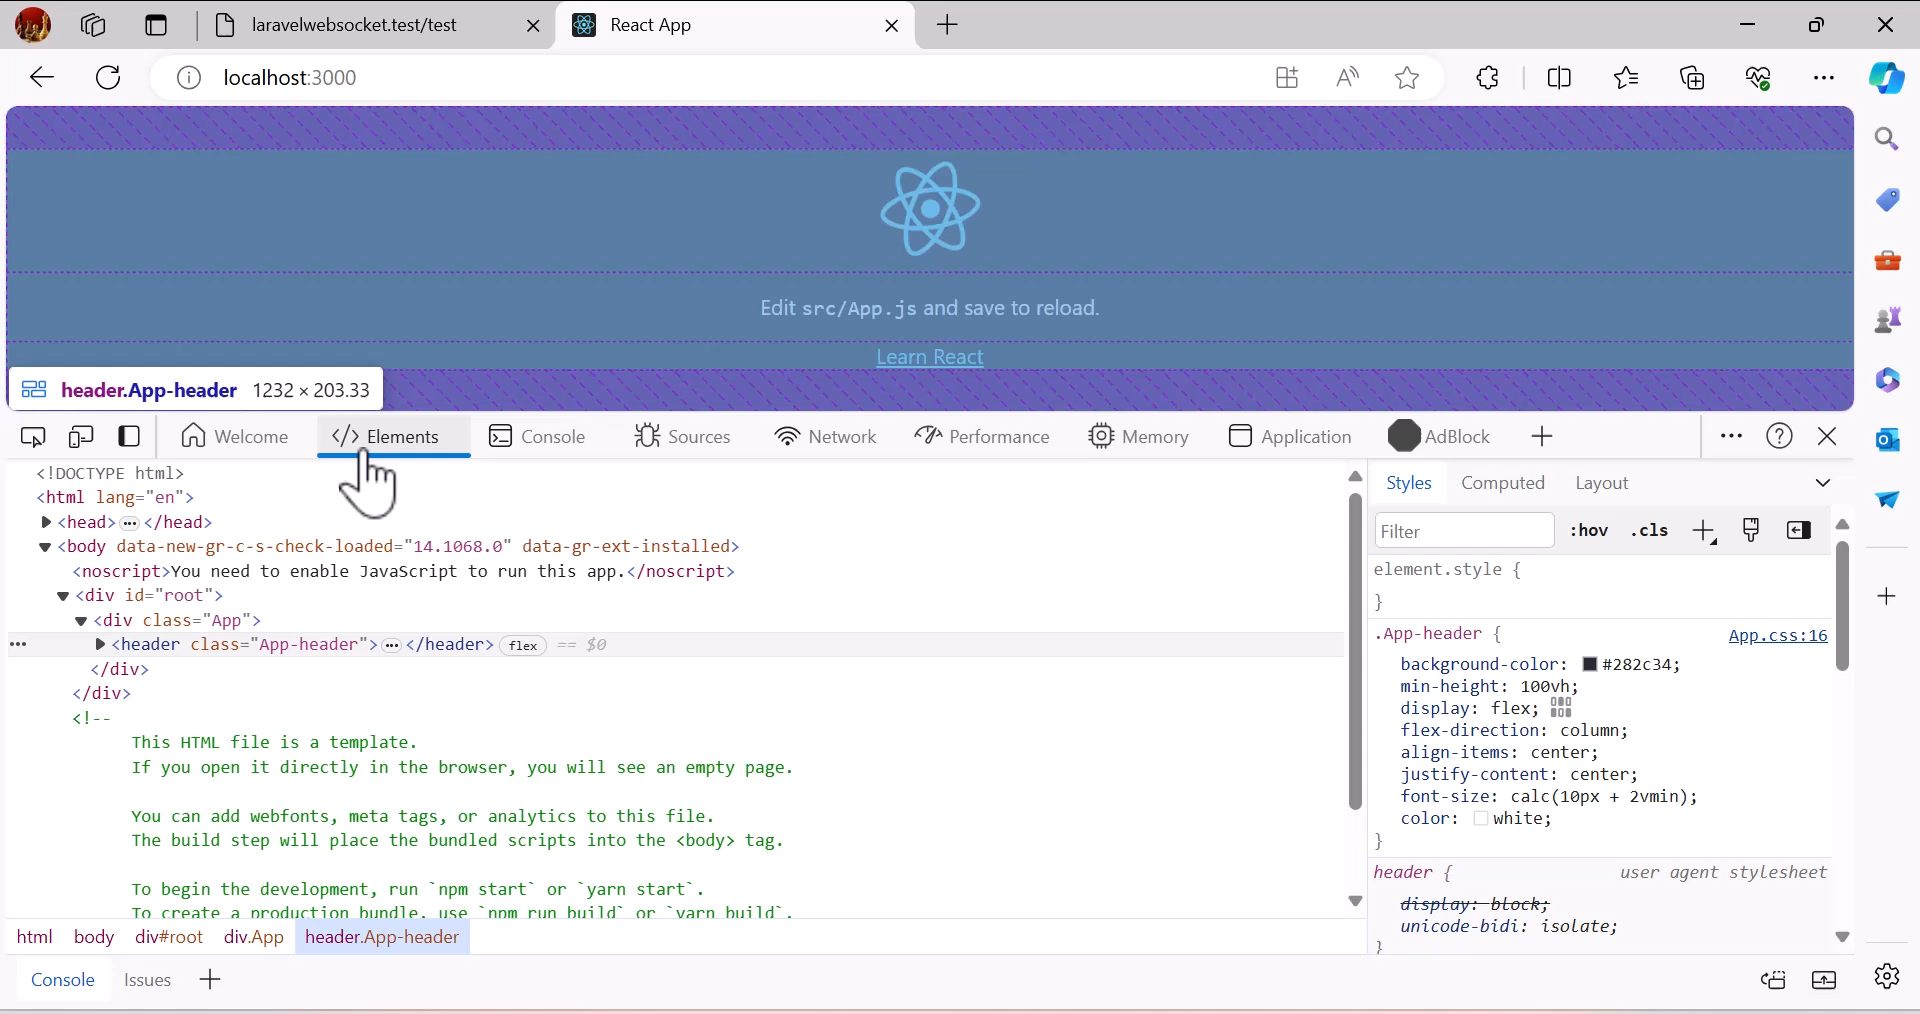 laravelwebsocket.test/test
React App
localhost:3000
Edit src/App.js and save to reload.
Learn React
header.App-header 1232 × 203.33
Welcome
</> Elements
Console
Sources
Network
Performance
Memory
Application
AdBlock
<!DOCTYPE html>
<html lang="en">
<head> ··· </head>
<body data-new-gr-c-s-check-loaded="14.1068.0" data-gr-ext-installed>
<noscript>You need to enable JavaScript to run this app.</noscript>
<div id="root">
<div class="App">
<header class="App-header"> ··· </header> flex == $0
</div>
</div>
<!--
This HTML file is a template.
If you open it directly in the browser, you will see an empty page.
You can add webfonts, meta tags, or analytics to this file.
The build step will place the bundled scripts into the <body> tag.
To begin the development, run `npm start` or `yarn start`.
To create a production bundle, use `npm run build` or `yarn build`.
html body div#root div.App header.App-header
Styles Computed Layout
Filter :hov .cls
element.style {
}
.App-header { App.css:16
background-color: #282c34;
min-height: 100vh;
display: flex;
flex-direction: column;
align-items: center;
justify-content: center;
font-size: calc(10px + 2vmin);
color: white;
}
header { user agent stylesheet
display: block;
unicode-bidi: isolate;
}
Console Issues